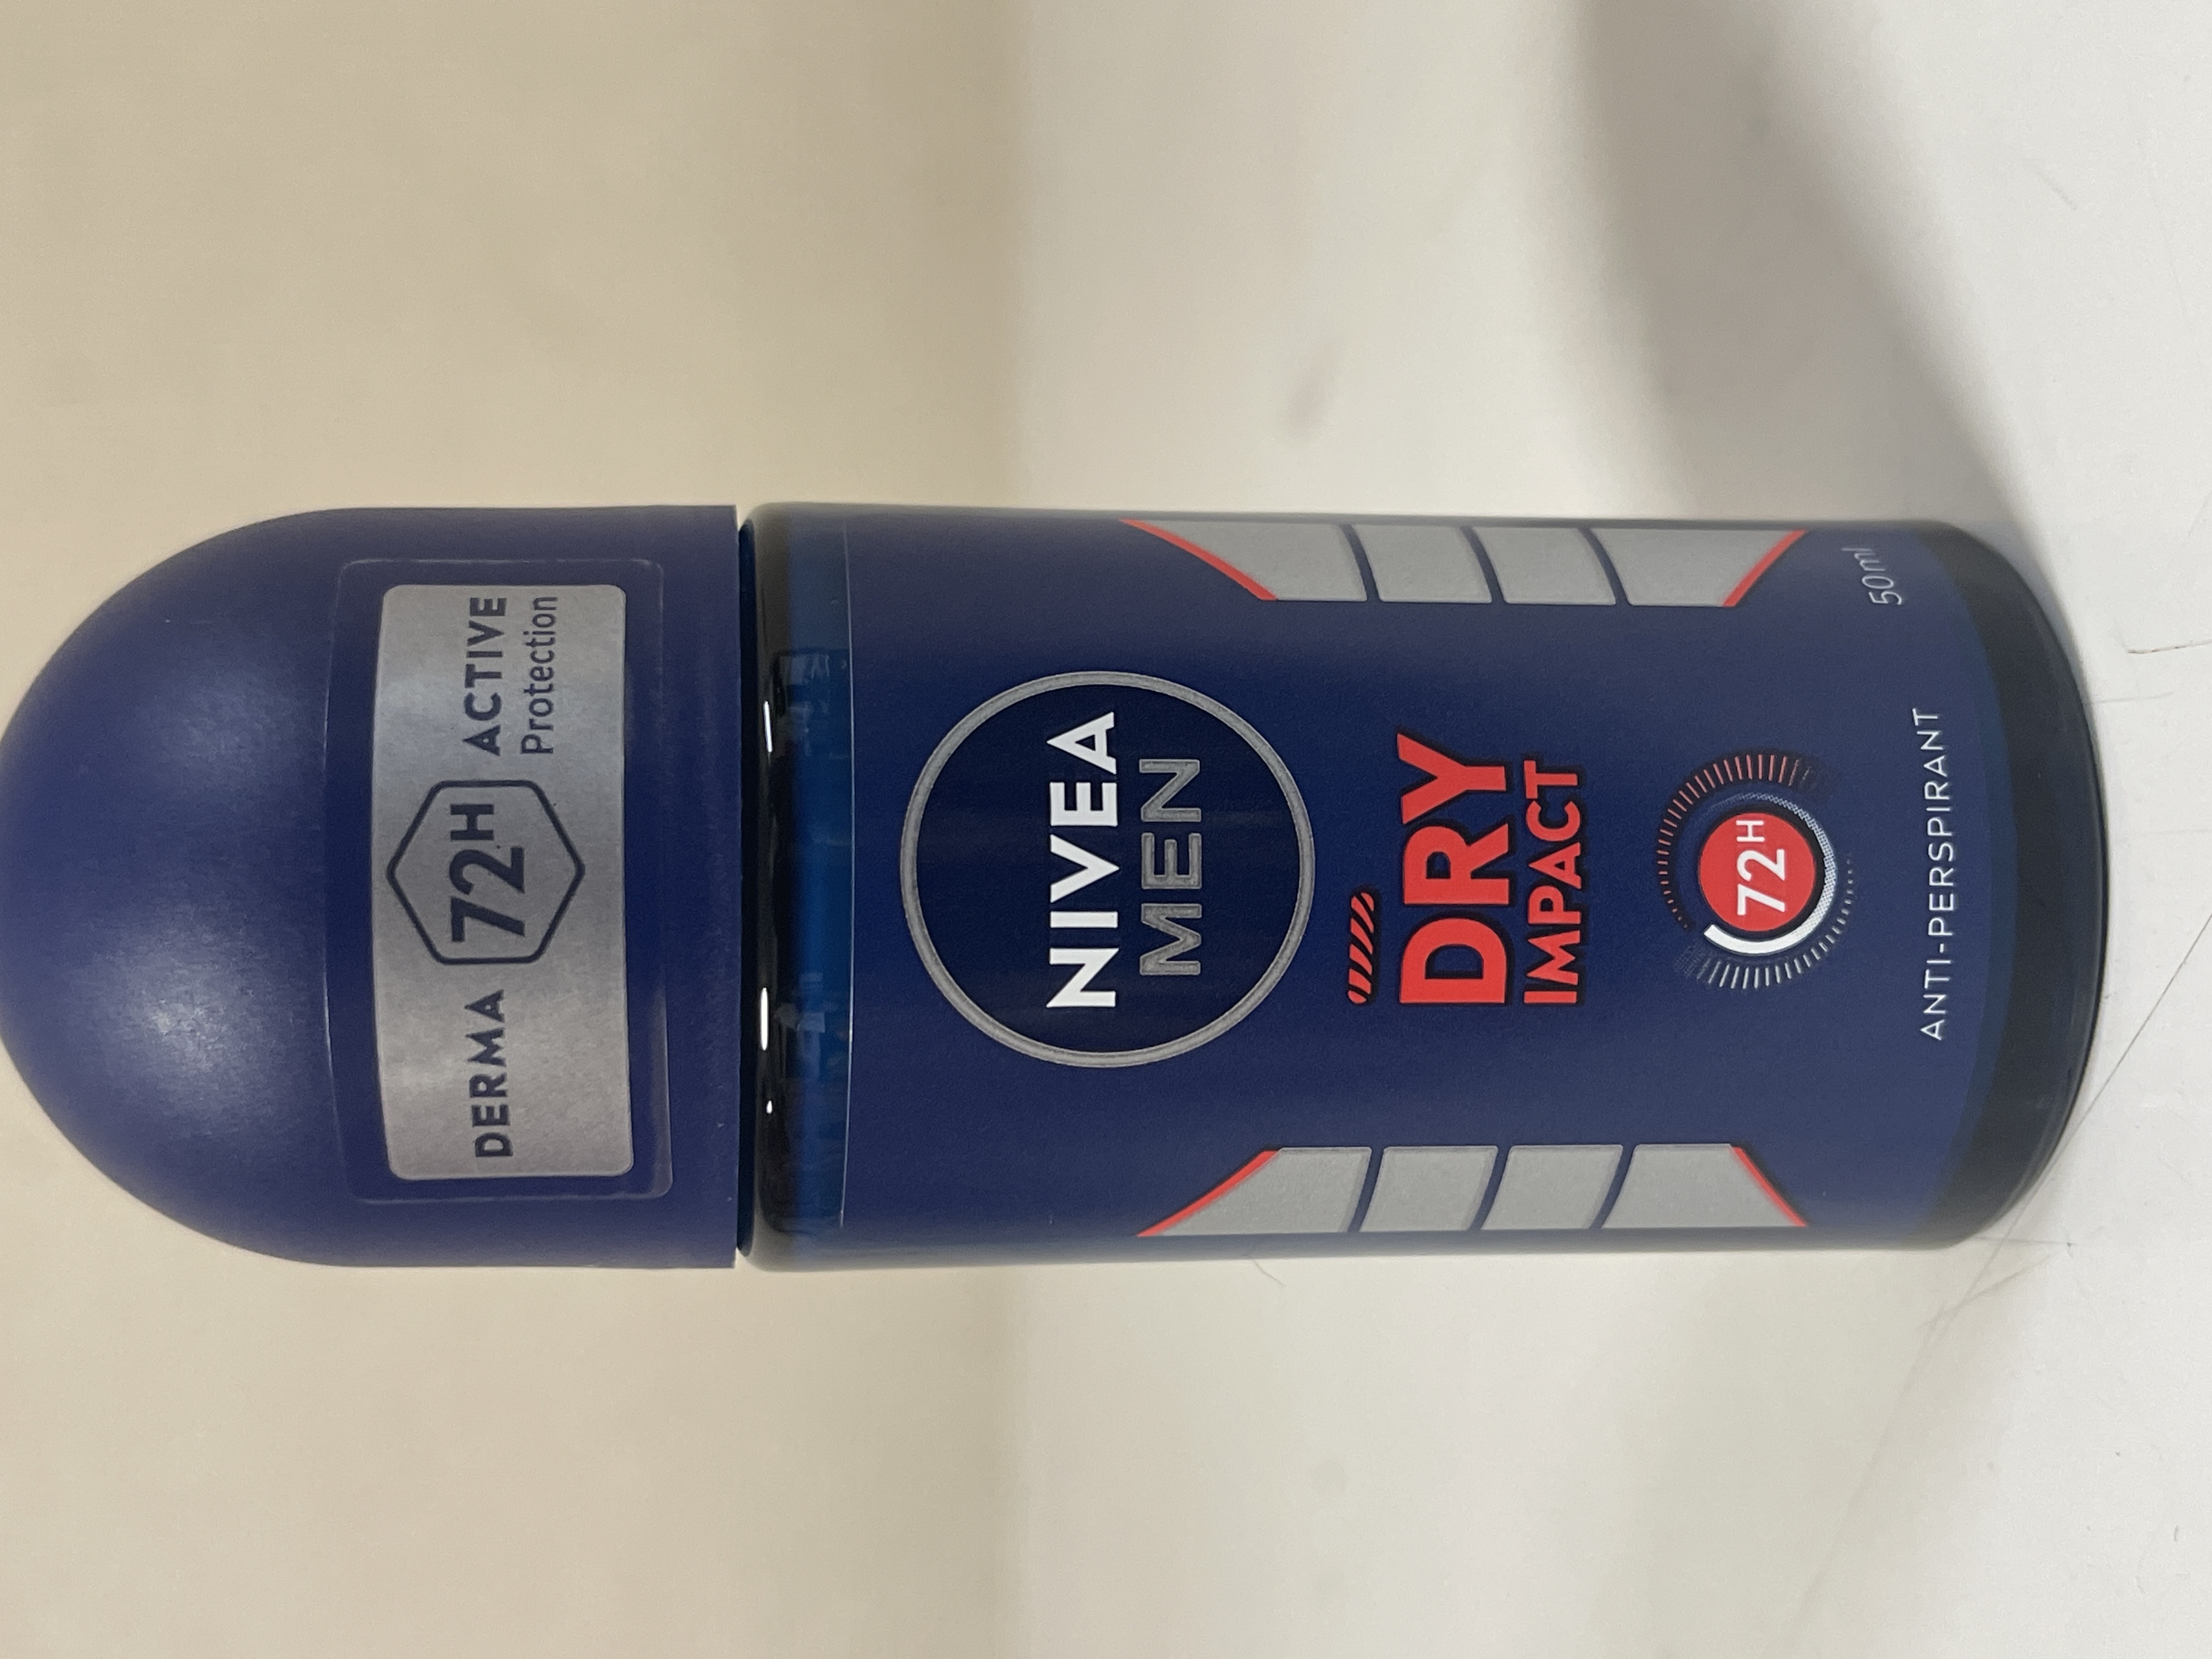 DERMA 72H ACTIVE
Protection
NIVEA
MEN
DRY
IMPACT
72H
50ml
ANTI-PERSPIRANT